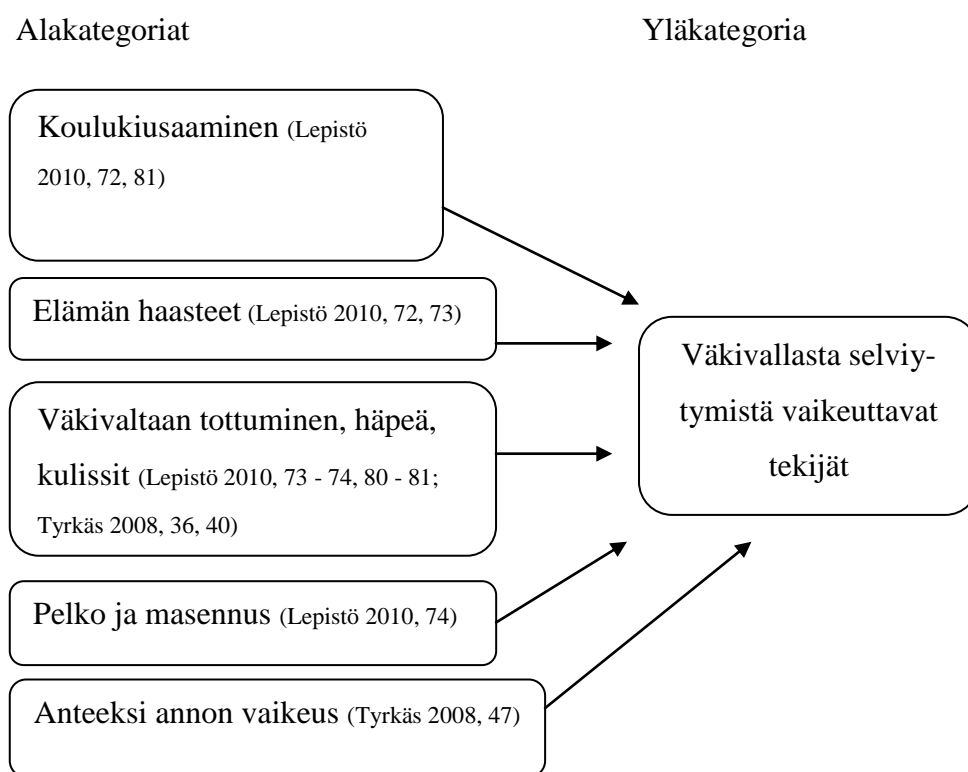 Alakategoriat
Yläkategoria
Koulukiusaaminen (Lepistö
2010, 72, 81)
Elämän haasteet (Lepistö 2010, 72, 73)
Väkivaltaan tottuminen, häpeä,
kulissit (Lepistö 2010, 73 - 74, 80 - 81;
Tyrkäs 2008, 36, 40)
Pelko ja masennus (Lepistö 2010, 74)
Anteeksi annon vaikeus (Tyrkäs 2008, 47)
Väkivallasta selviy-
tymistä vaikeuttavat
tekijät